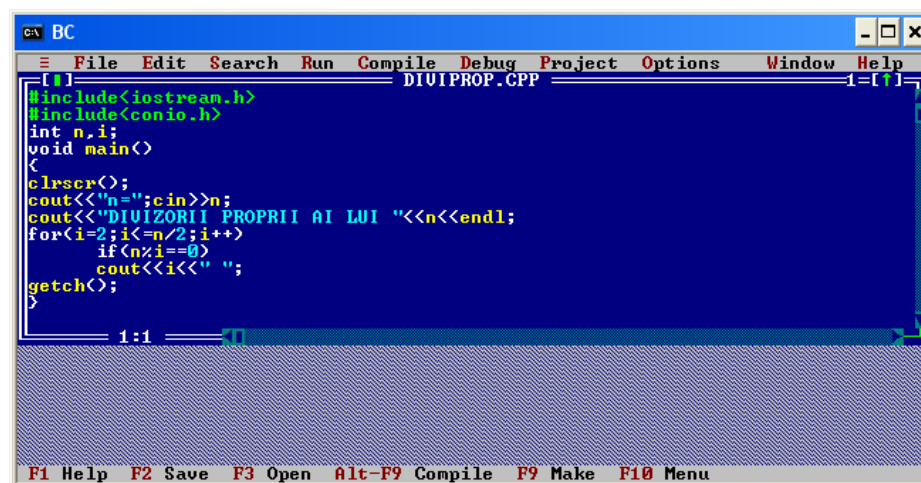 BC
≡ File Edit Search Run Compile Debug Project Options Window Help
[■] DIVIPROP.CPP 1=[↑]
#include<iostream.h>
#include<conio.h>
int n,i;
void main()
{
clrscr();
cout<<"n=";cin>>n;
cout<<"DIVIZORII PROPRII AI LUI "<<n<<endl;
for(i=2;i<=n/2;i++)
if(n%i==0)
cout<<i<<" ";
getch();
}
1:1
F1 Help F2 Save F3 Open Alt-F9 Compile F9 Make F10 Menu